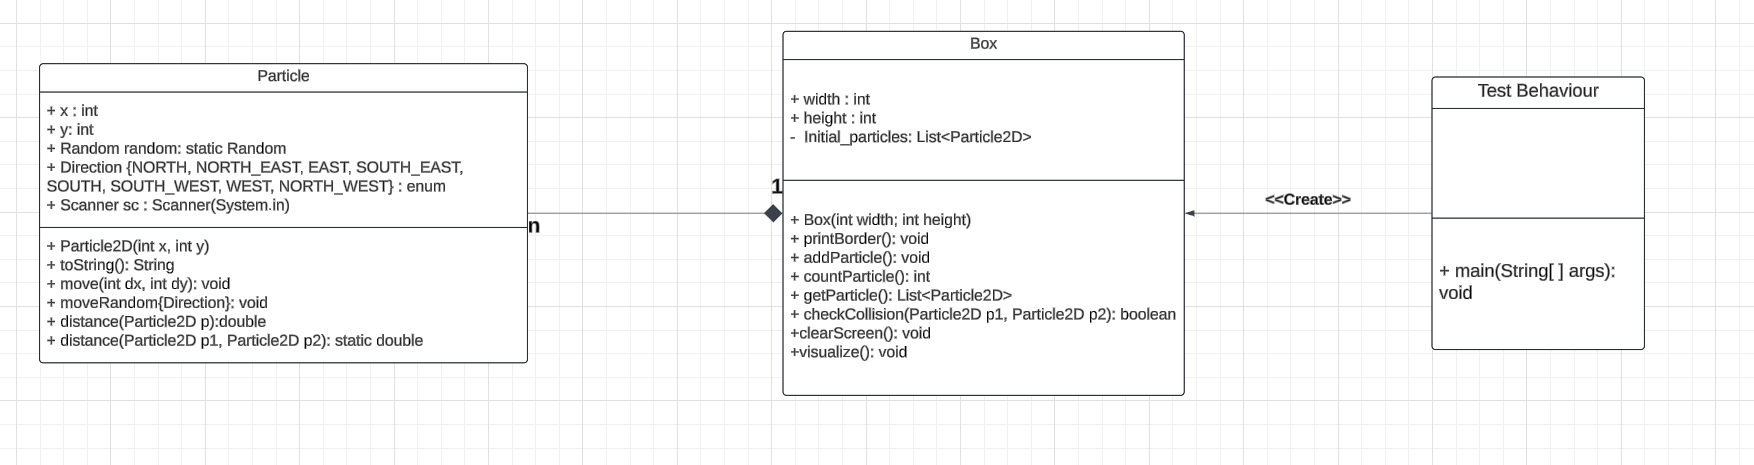 Particle
+ x : int
+ y: int
+ Random random: static Random
+ Direction {NORTH, NORTH_EAST, EAST, SOUTH_EAST,
SOUTH, SOUTH_WEST, WEST, NORTH_WEST} : enum
+ Scanner sc : Scanner(System.in)
+ Particle2D(int x, int y)
+ toString(): String
+ move(int dx, int dy): void
+ moveRandom{Direction}: void
+ distance(Particle2D p):double
+ distance(Particle2D p1, Particle2D p2): static double
n
1
Box
+ width : int
+ height : int
- Initial_particles: List<Particle2D>
+ Box(int width; int height)
+ printBorder(): void
+ addParticle(): void
+ countParticle(): int
+ getParticle(): List<Particle2D>
+ checkCollision(Particle2D p1, Particle2D p2): boolean
+clearScreen(): void
+visualize(): void
<<Create>>
Test Behaviour
+ main(String[ ] args):
void